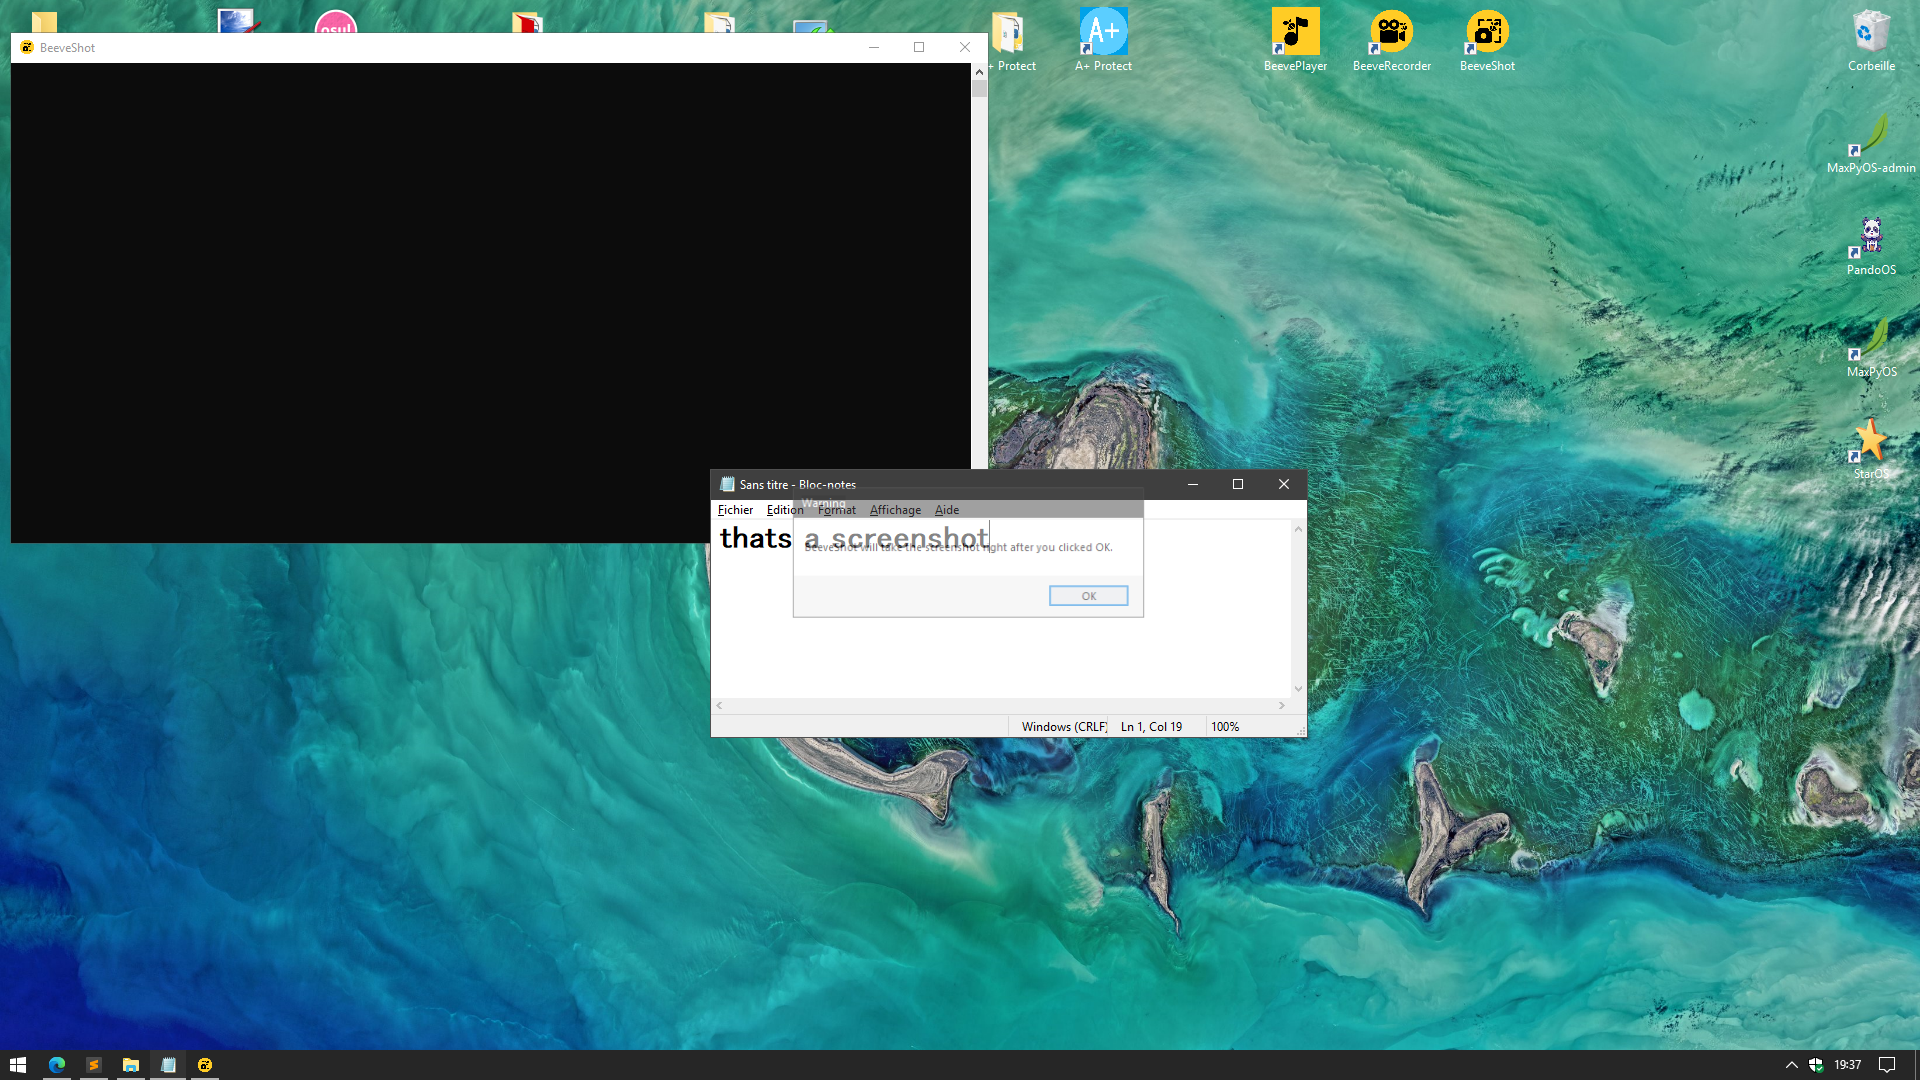 osu!
BeeveShot
+ Protect
A+
A+ Protect
BeevePlayer
BeeveRecorder
BeeveShot
Corbeille
MaxPyOS-admin
PandoOS
MaxPyOS
StarOS
Sans titre - Bloc-notes
Warning
Fichier Edition Format Affichage Aide
thats a screenshot
BeeveShot will take the screenshot right after you clicked OK.
OK
Windows (CRLF)
Ln 1, Col 19
100%
19:37